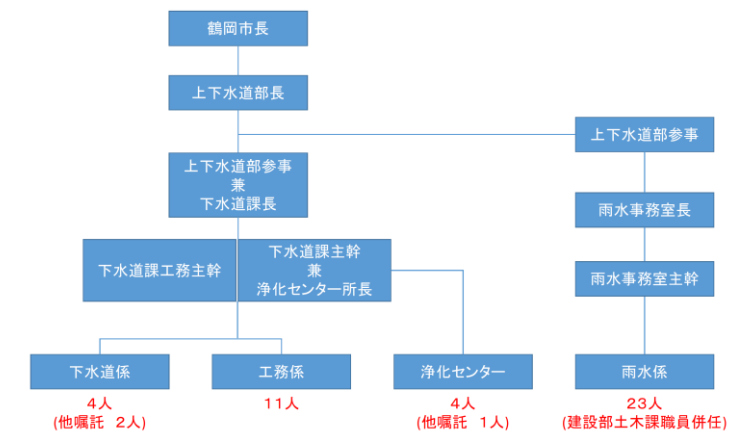 鶴岡市長
上下水道部長
上下水道部参事
上下水道部参事
兼
下水道課長
雨水事務室長
下水道課工務主幹
下水道課主幹
兼
浄化センター所長
雨水事務室主幹
下水道係
工務係
浄化センター
雨水係
4人
(他嘱託 2人)
11人
4人
(他嘱託 1人)
23人
(建設部土木課職員併任)